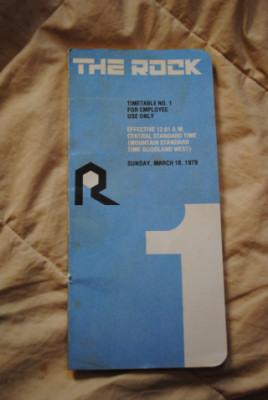 THE ROCK
TIMETABLE NO. 1
FOR EMPLOYEE
USE ONLY
EFFECTIVE 12:01 A.M.
CENTRAL STANDARD TIME
(MOUNTAIN STANDARD
TIME GOODLAND WEST)
SUNDAY, MARCH 18, 1979
R
1